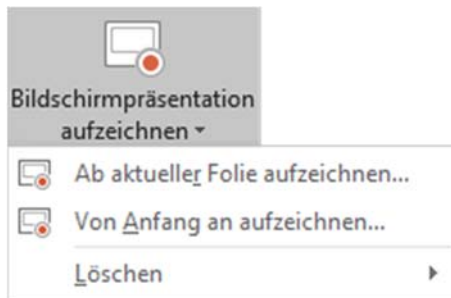 Bildschirmpräsentation
aufzeichnen
Ab aktueller Folie aufzeichnen...
Von Anfang an aufzeichnen...
Löschen